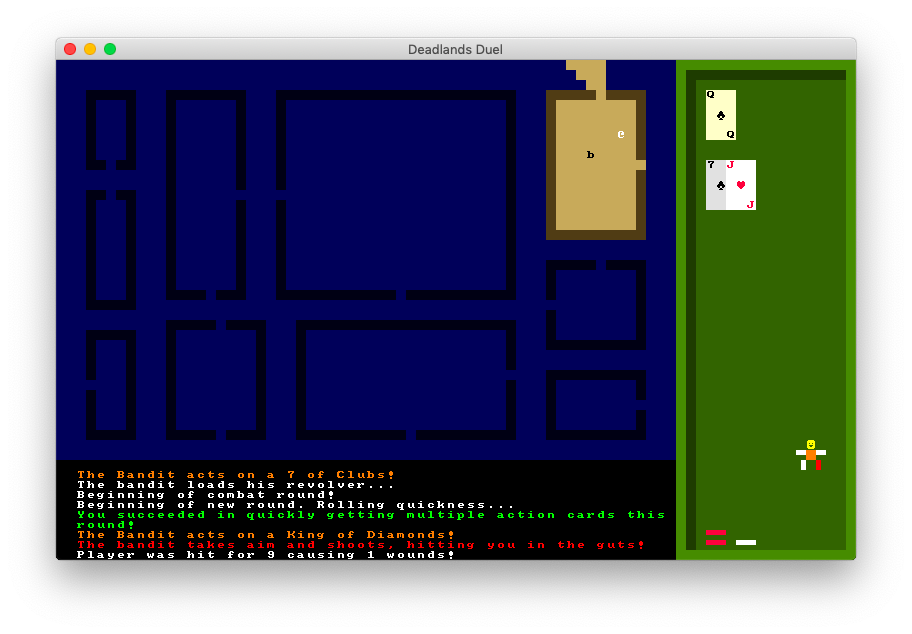 Deadlands Duel
Q
Q
e
b
7 J
J
The Bandit acts on a 7 of Clubs!
The bandit loads his revolver...
Beginning of combat round!
Beginning of new round. Rolling quickness...
You succeeded in quickly getting multiple action cards this
round!
The Bandit acts on a King of Diamonds!
The bandit takes aim and shoots, hitting you in the guts!
Player was hit for 9 causing 1 wounds!